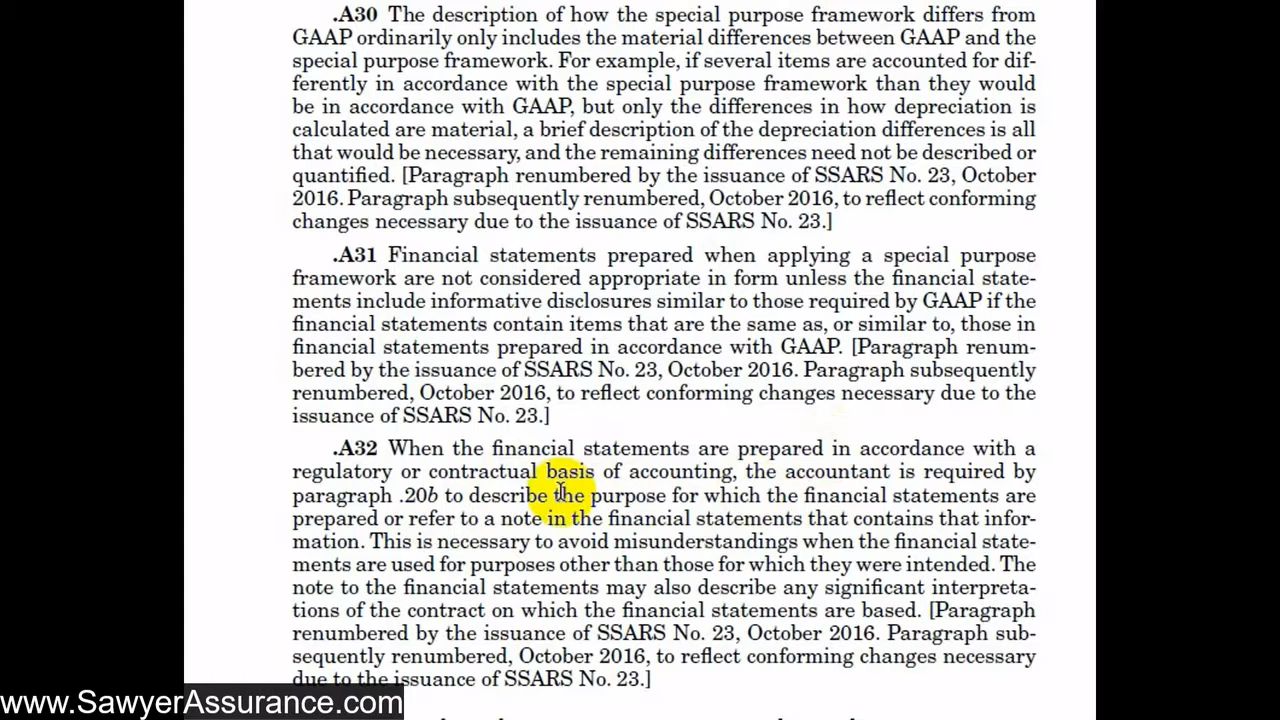 .A30 The description of how the special purpose framework differs from
GAAP ordinarily only includes the material differences between GAAP and the
special purpose framework. For example, if several items are accounted for dif-
ferently in accordance with the special purpose framework than they would
be in accordance with GAAP, but only the differences in how depreciation is
calculated are material, a brief description of the depreciation differences is all
that would be necessary, and the remaining differences need not be described or
quantified. [Paragraph renumbered by the issuance of SSARS No. 23, October
2016. Paragraph subsequently renumbered, October 2016, to reflect conforming
changes necessary due to the issuance of SSARS No. 23.]
.A31 Financial statements prepared when applying a special purpose
framework are not considered appropriate in form unless the financial state-
ments include informative disclosures similar to those required by GAAP if the
financial statements contain items that are the same as, or similar to, those in
financial statements prepared in accordance with GAAP. [Paragraph renum-
bered by the issuance of SSARS No. 23, October 2016. Paragraph subsequently
renumbered, October 2016, to reflect conforming changes necessary due to the
issuance of SSARS No. 23.]
.A32 When the financial statements are prepared in accordance with a
regulatory or contractual basis of accounting, the accountant is required by
paragraph .20b to describe the purpose for which the financial statements are
prepared or refer to a note in the financial statements that contains that infor-
mation. This is necessary to avoid misunderstandings when the financial state-
ments are used for purposes other than those for which they were intended. The
note to the financial statements may also describe any significant interpreta-
tions of the contract on which the financial statements are based. [Paragraph
renumbered by the issuance of SSARS No. 23, October 2016. Paragraph sub-
sequently renumbered, October 2016, to reflect conforming changes necessary
due to the issuance of SSARS No. 23.]
www.SawyerAssurance.com